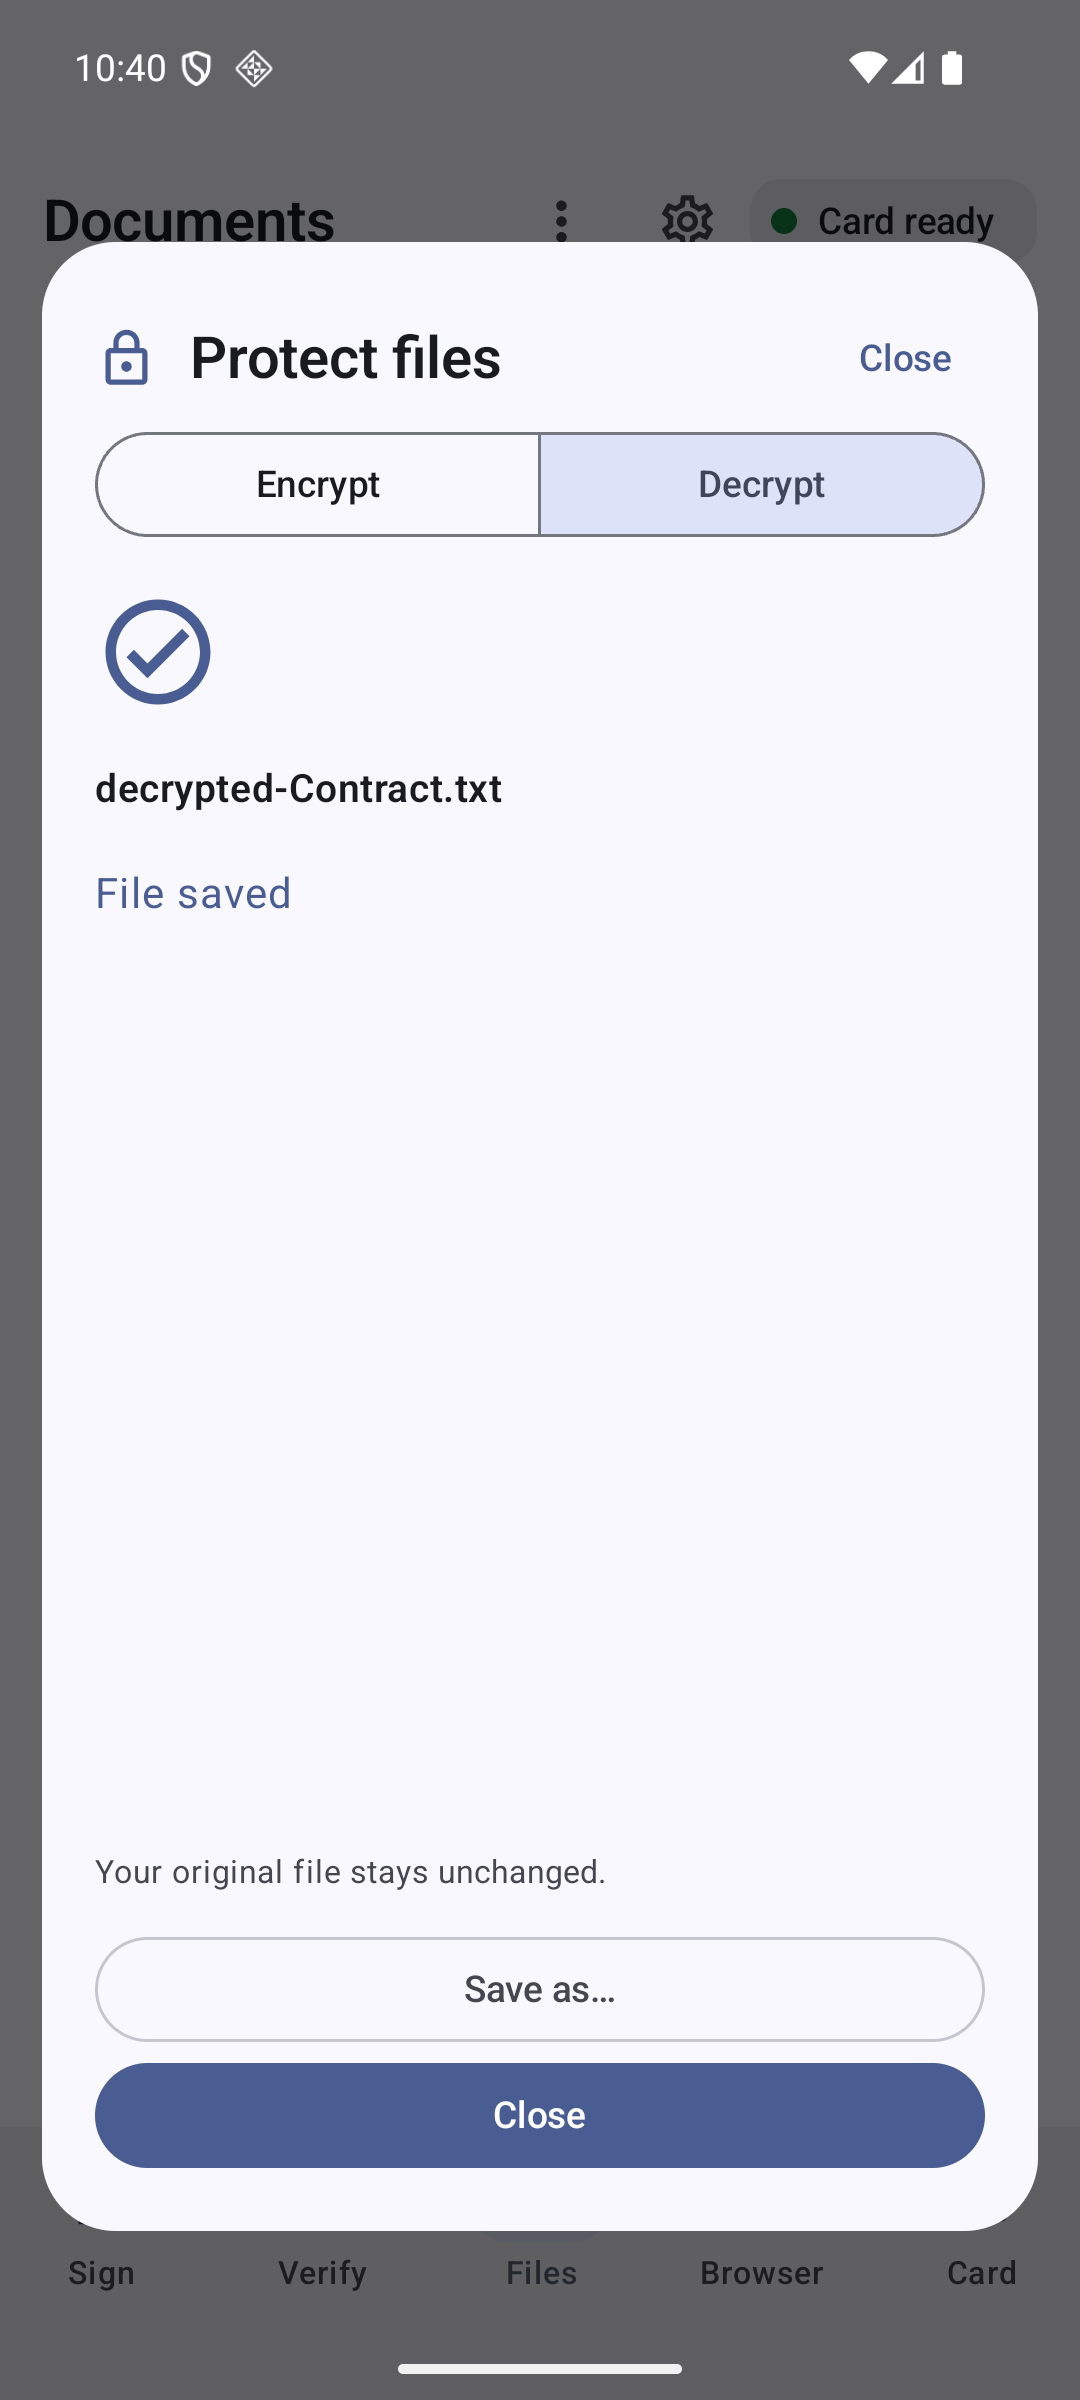 10:40
Documents
Card ready
Protect files
Close
Encrypt
Decrypt
decrypted-Contract.txt
File saved
Your original file stays unchanged.
Save as...
Close
Sign
Verify
Files
Browser
Card